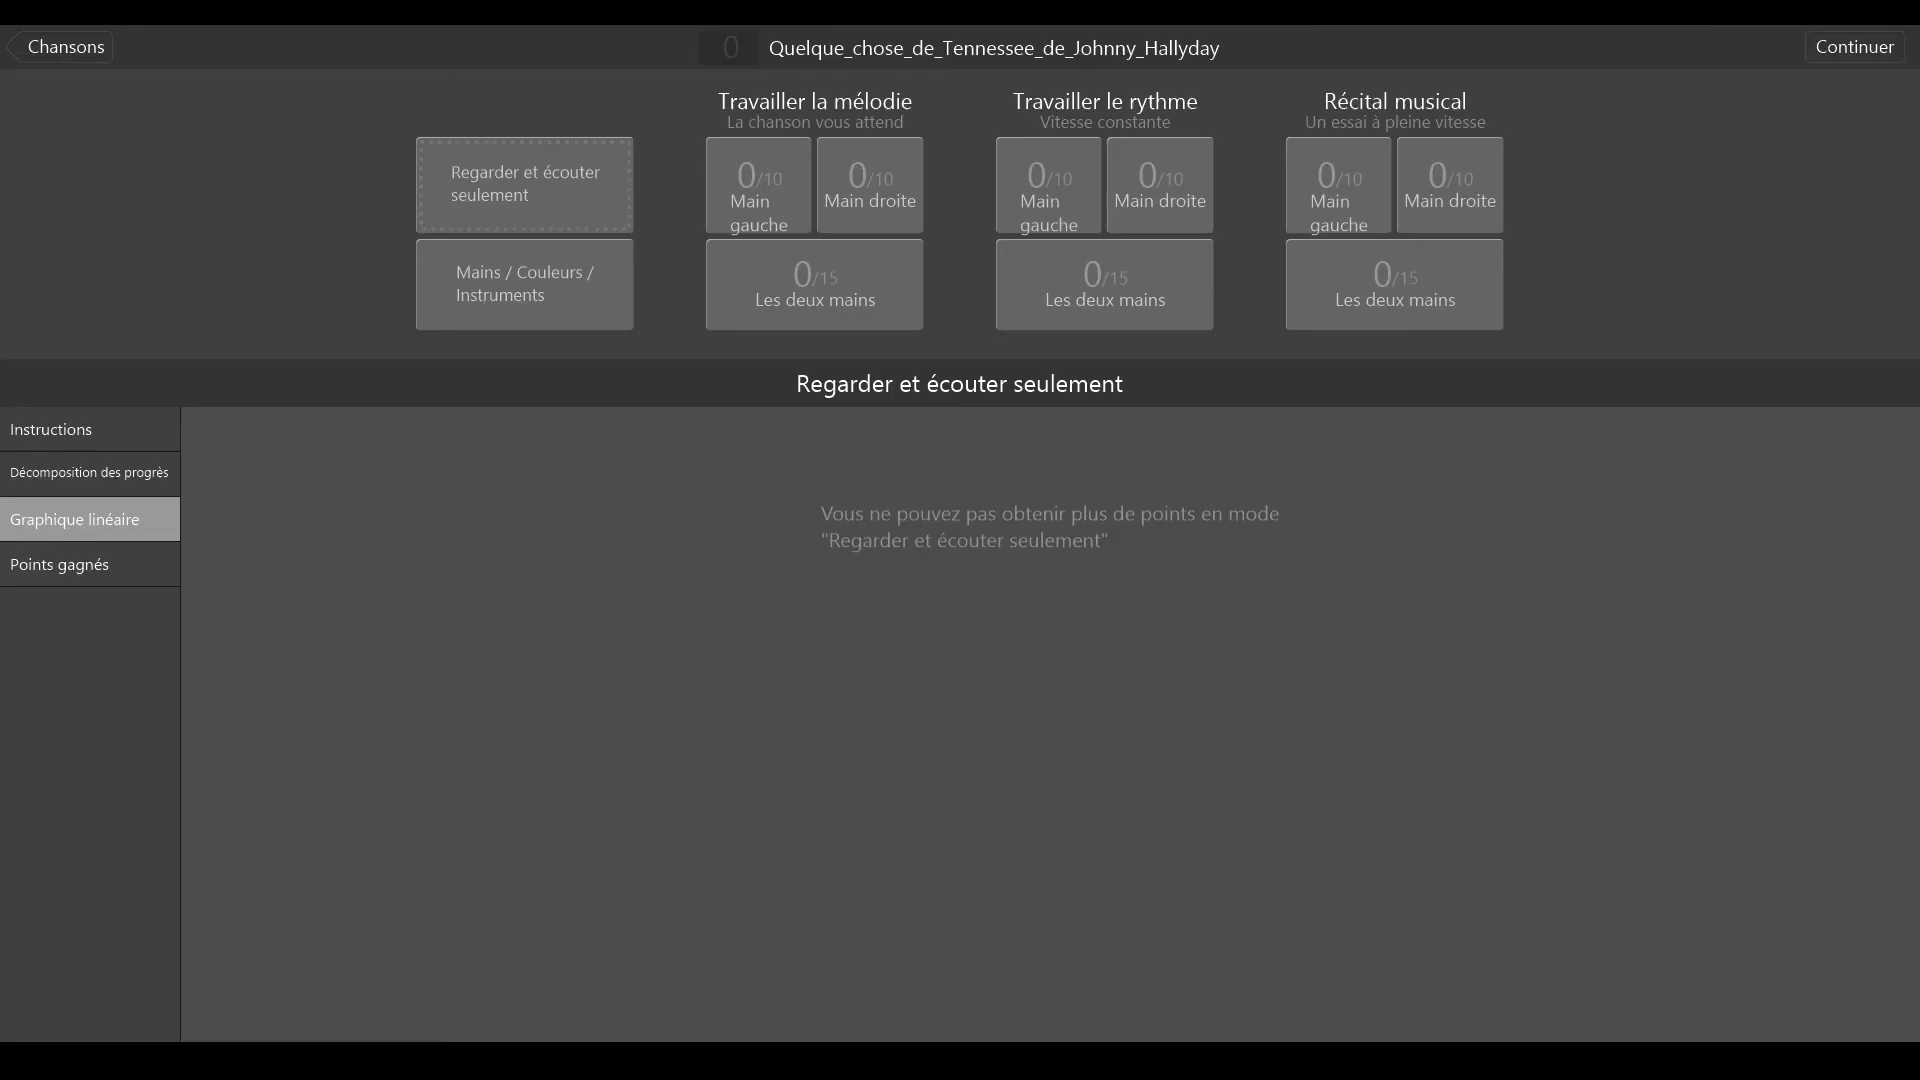 Chansons
0 Quelque_chose_de_Tennessee_de_Johnny_Hallyday
Continuer
Travailler la mélodie
La chanson vous attend
Travailler le rythme
Vitesse constante
Récital musical
Un essai à pleine vitesse
Regarder et écouter
seulement
Mains / Couleurs /
Instruments
0/10
Main
gauche
0/10
Main droite
0/15
Les deux mains
0/10
Main
gauche
0/10
Main droite
0/15
Les deux mains
0/10
Main
gauche
0/10
Main droite
0/15
Les deux mains
Regarder et écouter seulement
Instructions
Décomposition des progrès
Graphique linéaire
Points gagnés
Vous ne pouvez pas obtenir plus de points en mode
"Regarder et écouter seulement"